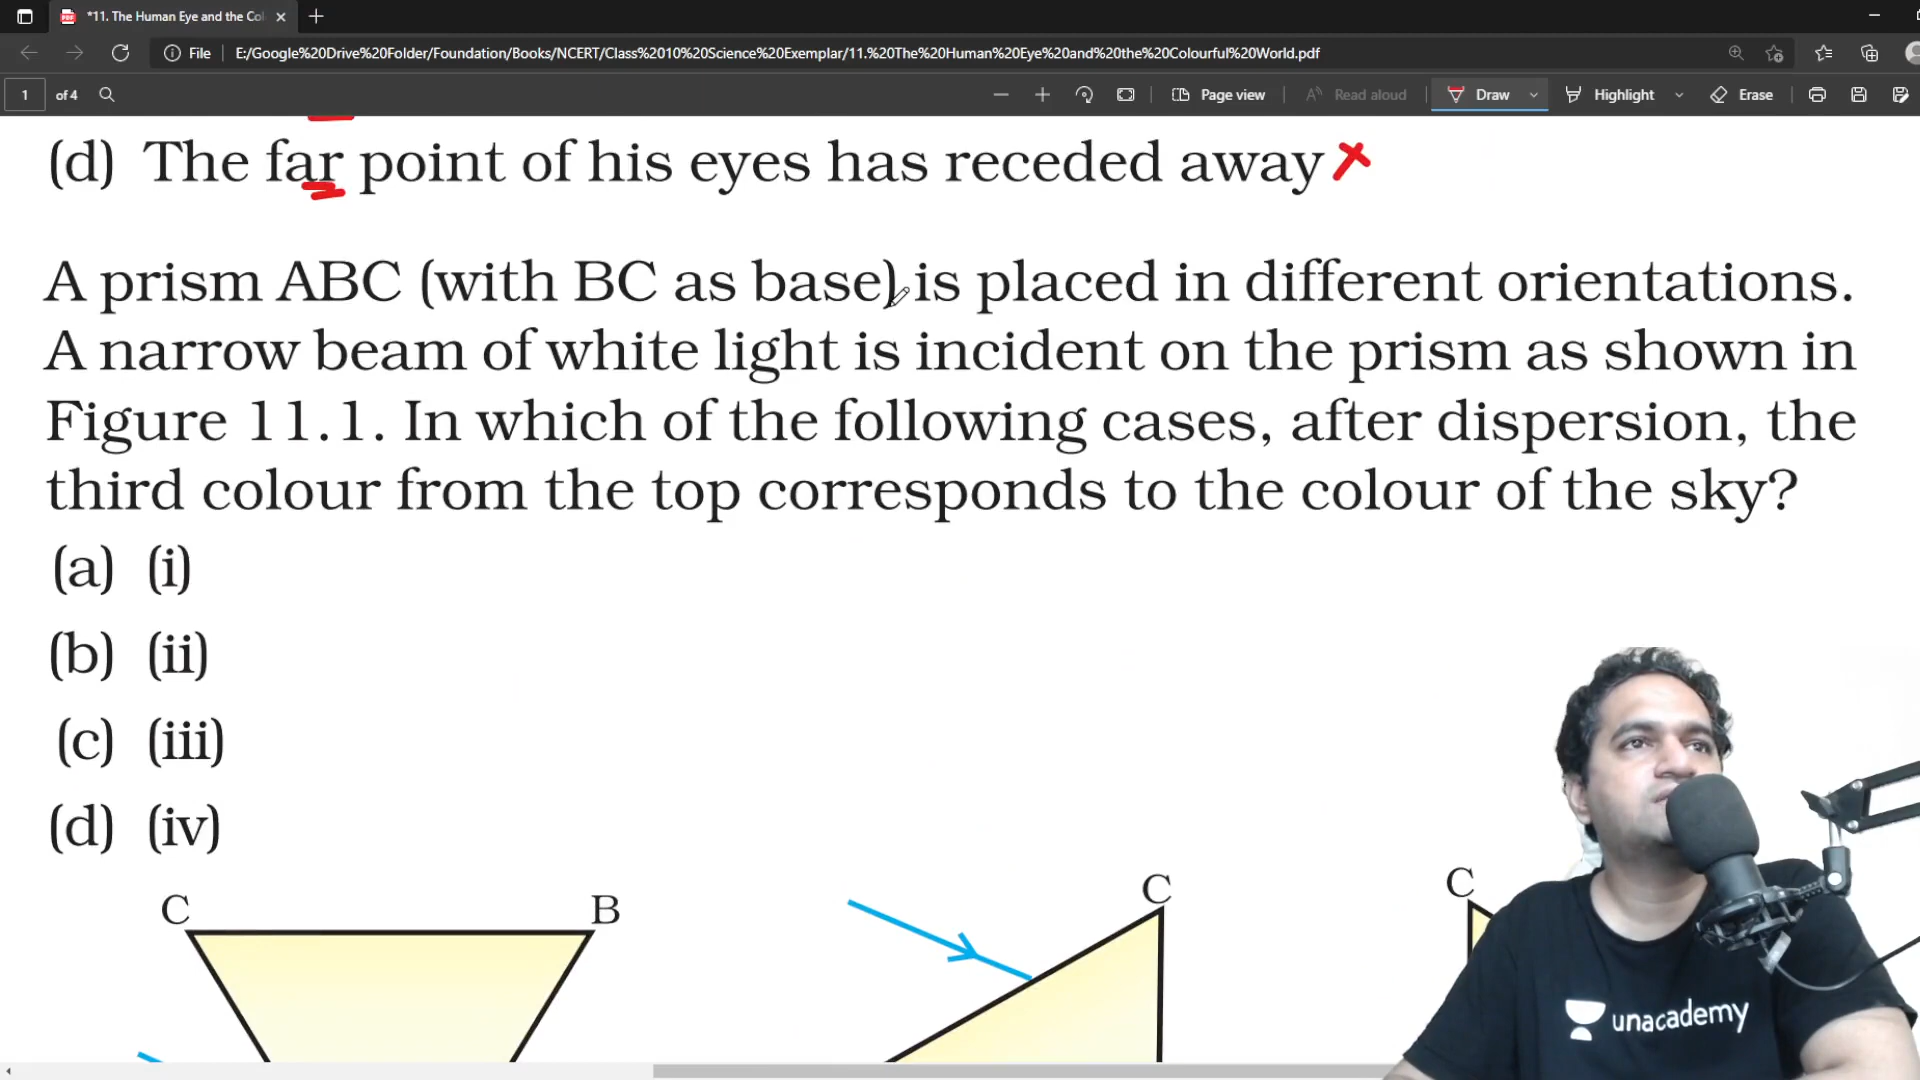 *11. The Human Eye and the Col
File
E:/Google%20Drive%20Folder/Foundation/Books/NCERT/Class%2010%20Science%20Exemplar/11.%20The%20Human%20Eye%20and%20the%20Colourful%20World.pdf
1 of 4
Page view
Read aloud
Draw
Highlight
Erase
(d) The far point of his eyes has receded away
A prism ABC (with BC as base) is placed in different orientations.
A narrow beam of white light is incident on the prism as shown in
Figure 11.1. In which of the following cases, after dispersion, the
third colour from the top corresponds to the colour of the sky?
(a) (i)
(b) (ii)
(c) (iii)
(d) (iv)
C B
C
C
unacademy